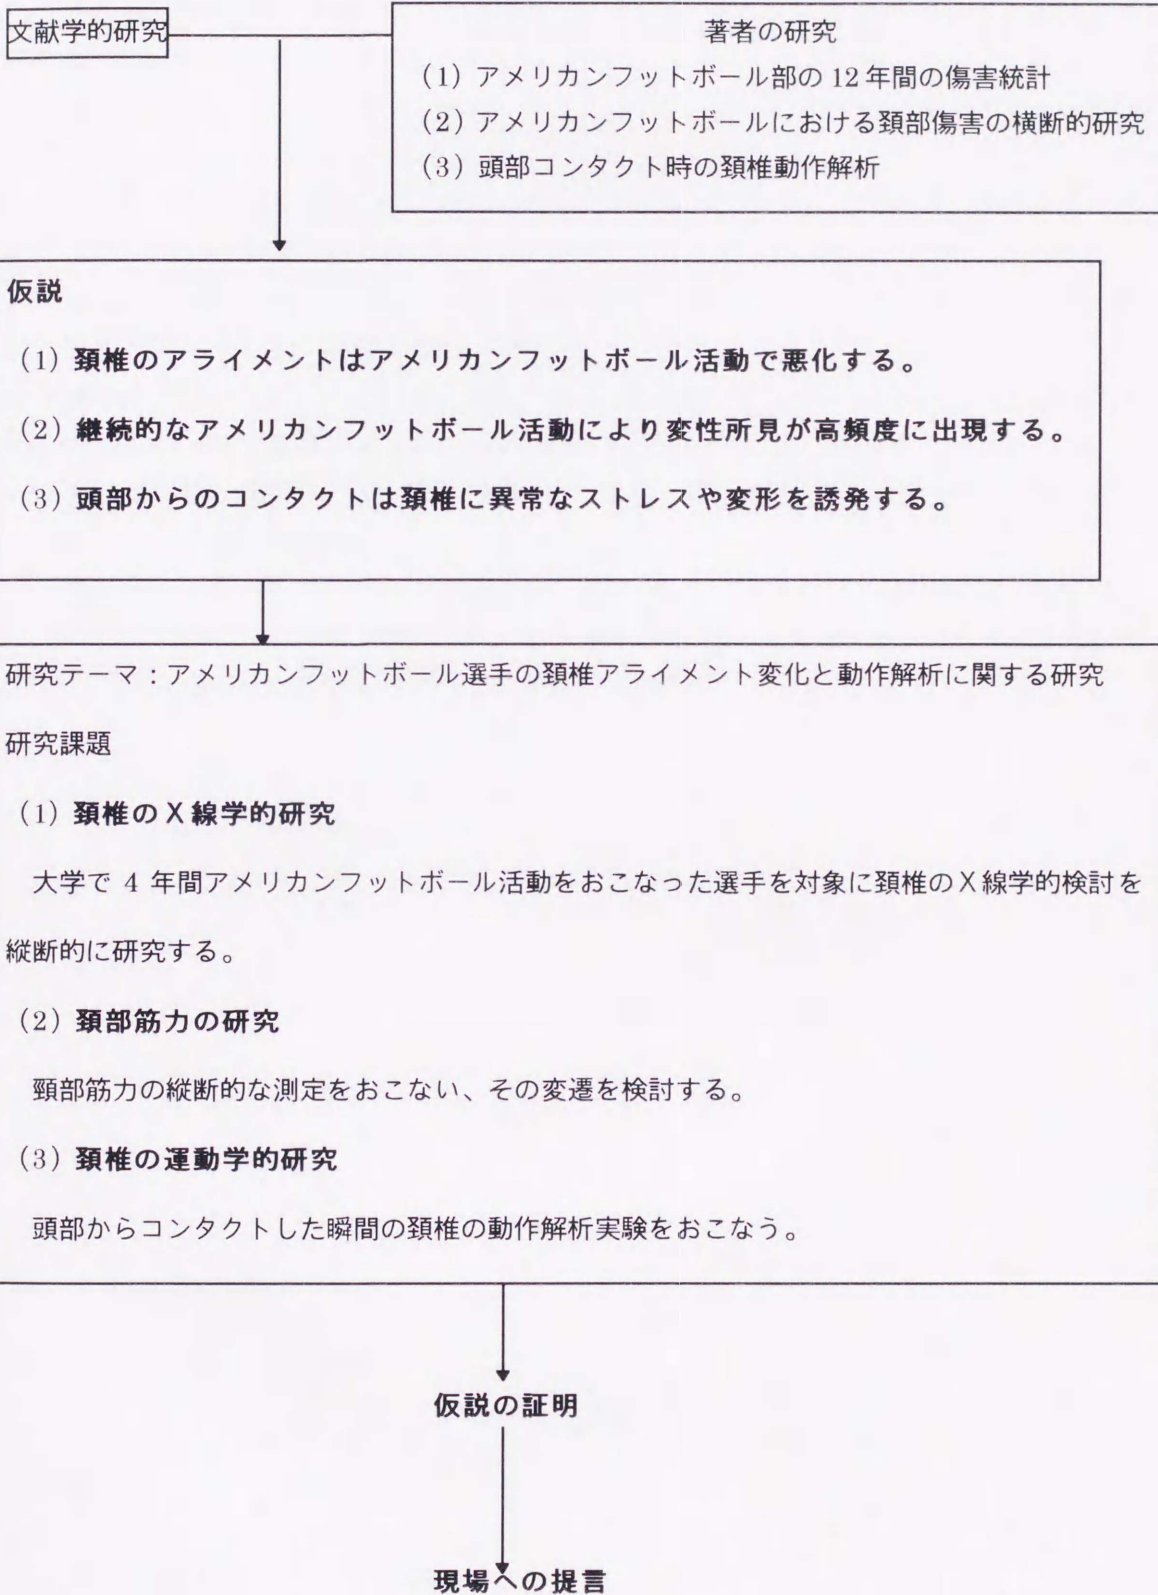 文献学的研究
著者の研究
（1）アメリカンフットボール部の 12 年間の傷害統計
（2）アメリカンフットボールにおける頚部傷害の横断的研究
（3）頭部コンタクト時の頚椎動作解析
仮説
（1）頚椎のアライメントはアメリカンフットボール活動で悪化する。
（2）継続的なアメリカンフットボール活動により変性所見が高頻度に出現する。
（3）頭部からのコンタクトは頚椎に異常なストレスや変形を誘発する。
研究テーマ：アメリカンフットボール選手の頚椎アライメント変化と動作解析に関する研究
研究課題
（1）頚椎のX線学的研究
大学で 4 年間アメリカンフットボール活動をおこなった選手を対象に頚椎のX線学的検討を
縦断的に研究する。
（2）頚部筋力の研究
頸部筋力の縦断的な測定をおこない、その変遷を検討する。
（3）頚椎の運動学的研究
頭部からコンタクトした瞬間の頚椎の動作解析実験をおこなう。
仮説の証明
現場への提言